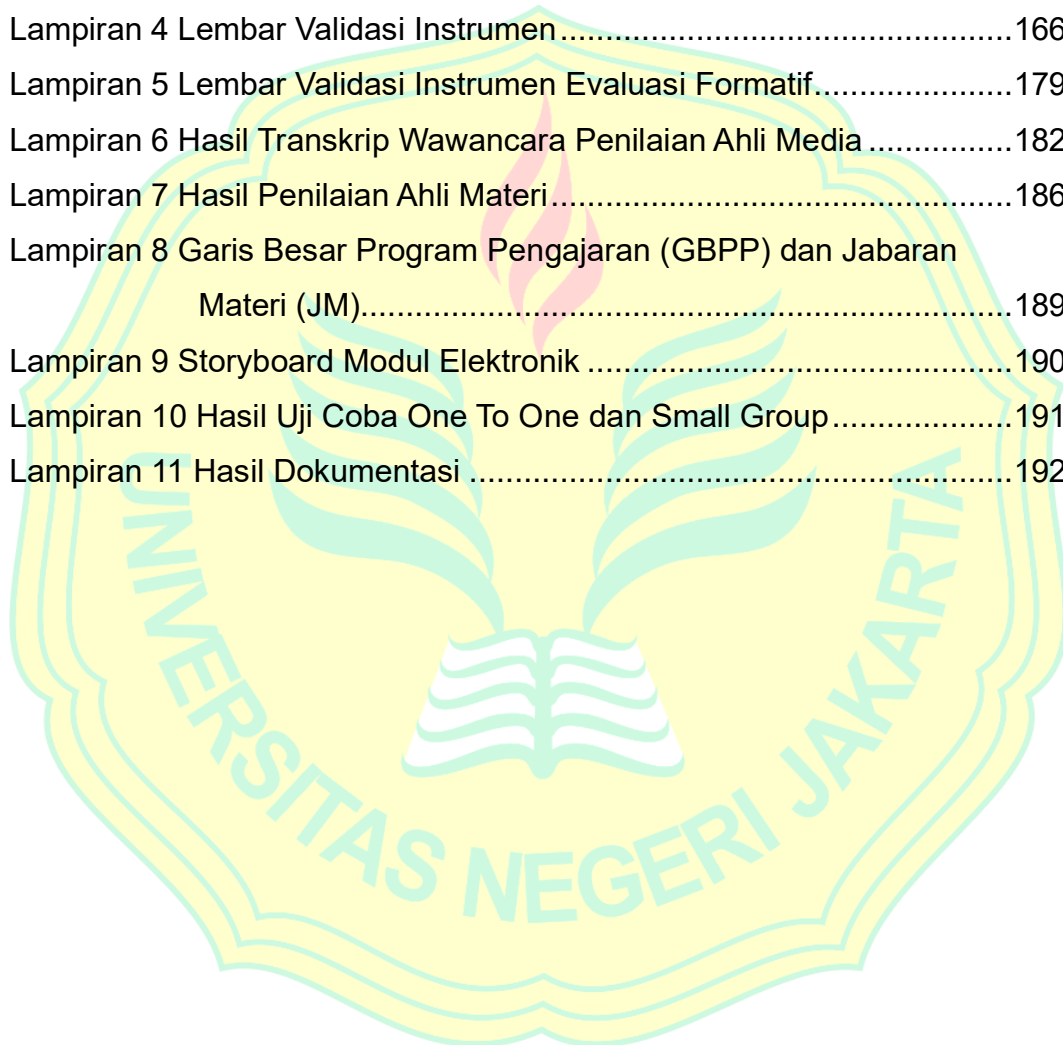 Lampiran 4 Lembar Validasi Instrumen..................................................166
Lampiran 5 Lembar Validasi Instrumen Evaluasi Formatif......................179
Lampiran 6 Hasil Transkrip Wawancara Penilaian Ahli Media................182
Lampiran 7 Hasil Penilaian Ahli Materi...................................................186
Lampiran 8 Garis Besar Program Pengajaran (GBPP) dan Jabaran
Materi (JM)........................................................................189
Lampiran 9 Storyboard Modul Elektronik ...............................................190
Lampiran 10 Hasil Uji Coba One To One dan Small Group....................191
Lampiran 11 Hasil Dokumentasi ............................................................192
UNIVERSITAS NEGERI JAKARTA